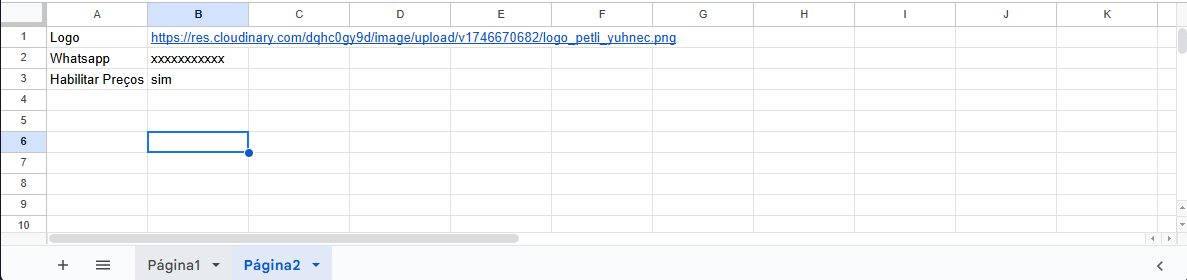 A B C D E F G H I J K
1 Logo https://res.cloudinary.com/dqhc0gy9d/image/upload/v1746670682/logo_petli_yuhnec.png
2 Whatsapp xxxxxxxxxxx
3 Habilitar Preços sim
4
5
6
7
8
9
10
Página1 Página2